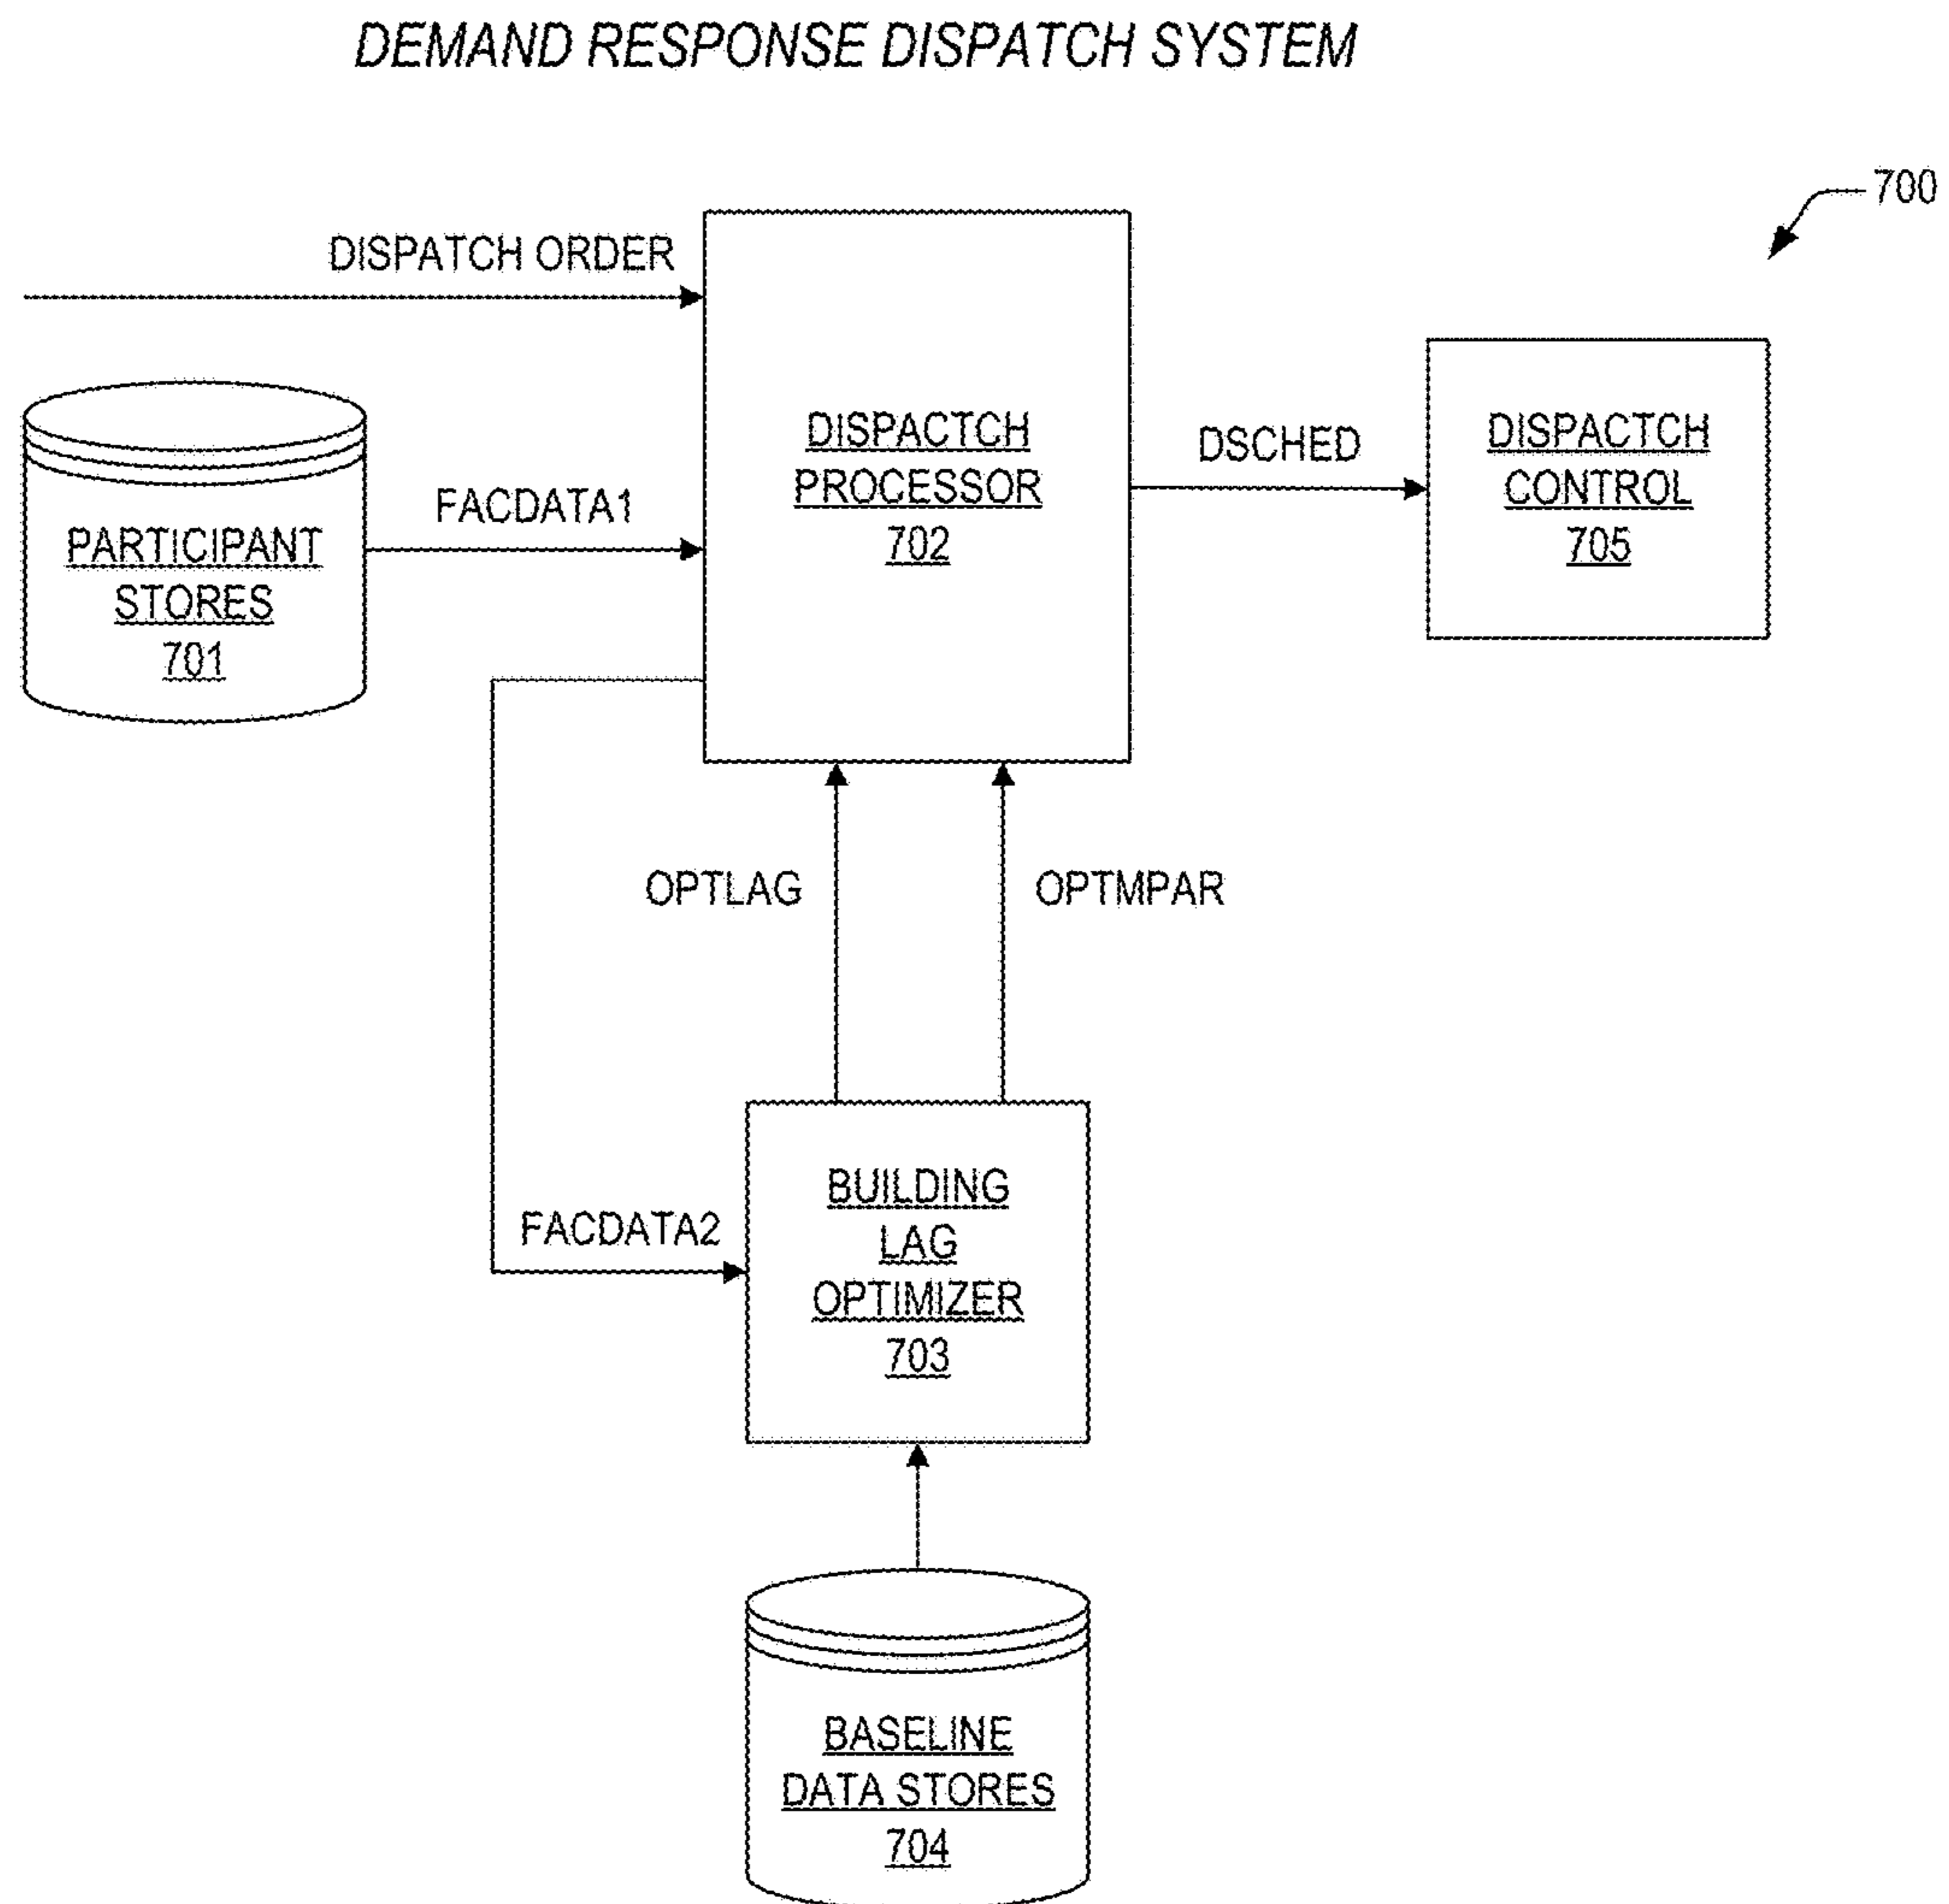 DEMAND RESPONSE DISPATCH SYSTEM
700
DISPATCH ORDER
PARTICIPANT
STORES
701
FACDATA1
DISPACTCH
PROCESSOR
702
DSCHED
DISPACTCH
CONTROL
705
OPTLAG
OPTMPAR
FACDATA2
BUILDING
LAG
OPTIMIZER
703
BASELINE
DATA STORES
704